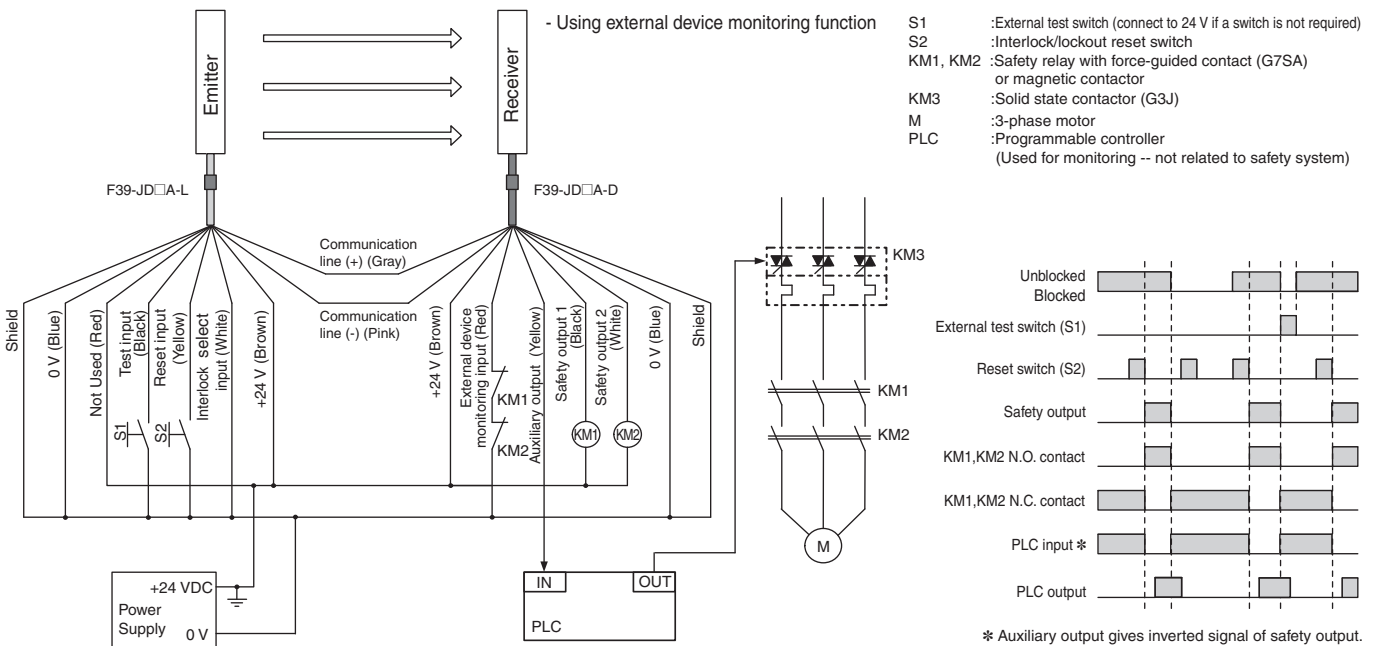 - Using external device monitoring function
S1 :External test switch (connect to 24 V if a switch is not required)
S2 :Interlock/lockout reset switch
KM1, KM2 :Safety relay with force-guided contact (G7SA)
or magnetic contactor
KM3 :Solid state contactor (G3J)
M :3-phase motor
PLC :Programmable controller
(Used for monitoring -- not related to safety system)
Emitter
Receiver
F39-JD□A-L
F39-JD□A-D
Communication
line (+) (Gray)
Communication
line (-) (Pink)
Shield
0 V (Blue)
Not Used (Red)
Test input
(Black)
Reset input
(Yellow)
Interlock select
input (White)
+24 V (Brown)
+24 V (Brown)
External device
monitoring input (Red)
Auxiliary output (Yellow)
Safety output 1
(Black)
Safety output 2
(White)
0 V (Blue)
Shield
S1
S2
KM1
KM2
KM1
KM2
KM3
KM1
KM2
M
+24 VDC
Power
Supply
0 V
IN
OUT
PLC
Unblocked
Blocked
External test switch (S1)
Reset switch (S2)
Safety output
KM1,KM2 N.O. contact
KM1,KM2 N.C. contact
PLC input ✻
PLC output
✻ Auxiliary output gives inverted signal of safety output.